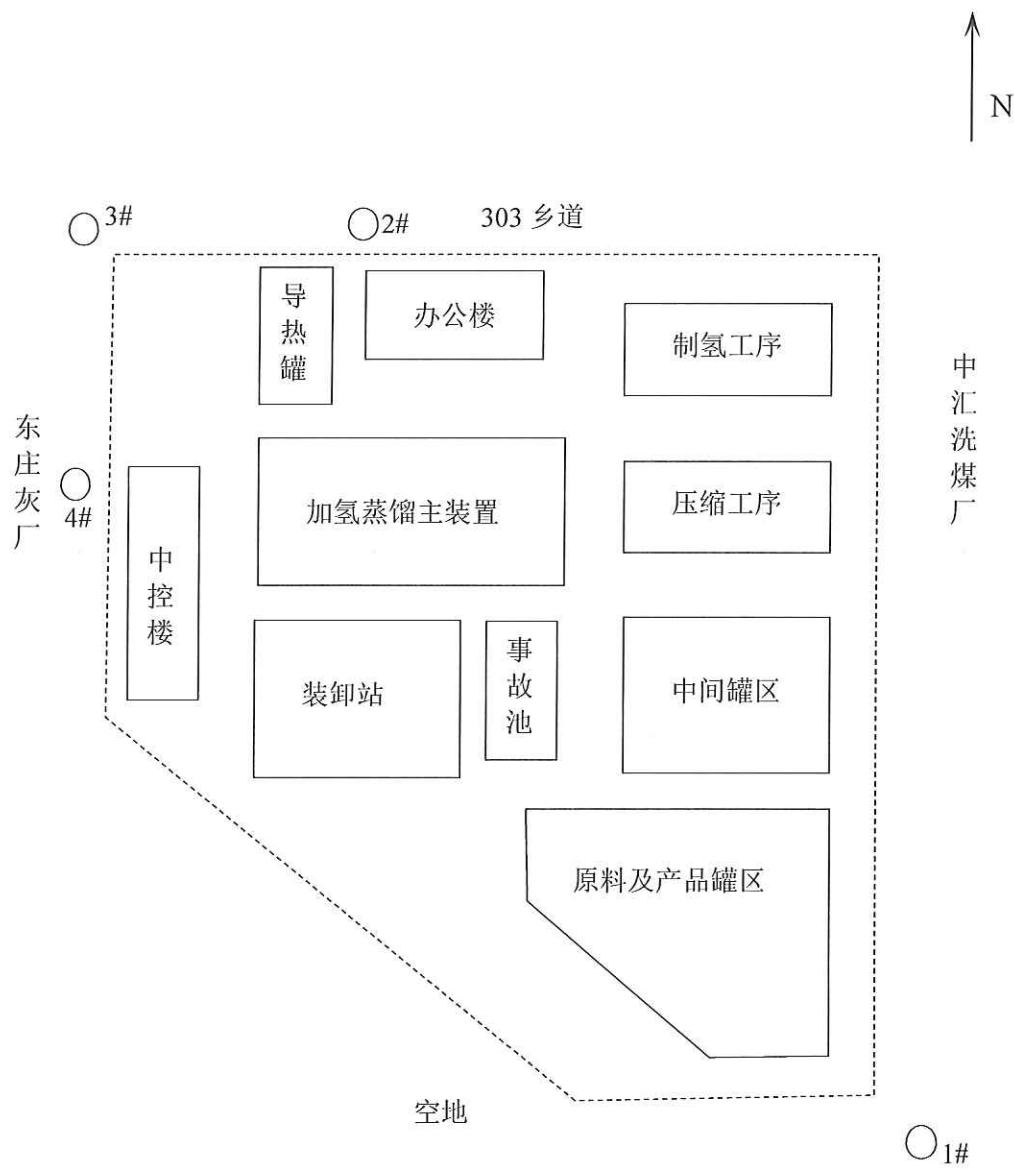 N
3#
2#
303 乡道
导热罐
办公楼
制氢工序
中汇洗煤厂
东庄灰厂
4#
加氢蒸馏主装置
压缩工序
中控楼
装卸站
事故池
中间罐区
原料及产品罐区
空地
1#